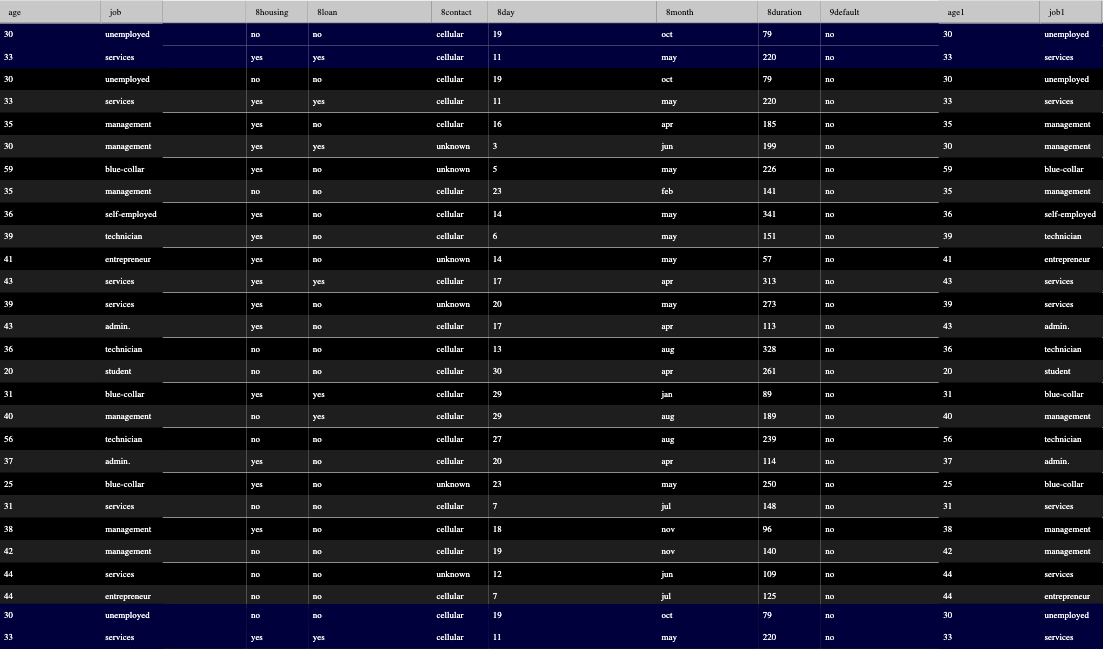 age job 8housing 8loan 8contact 8day 8month 8duration 9default age1 job1
30 unemployed no no cellular 19 oct 79 no 30 unemployed
33 services yes yes cellular 11 may 220 no 33 services
30 unemployed no no cellular 19 oct 79 no 30 unemployed
33 services yes yes cellular 11 may 220 no 33 services
35 management yes no cellular 16 apr 185 no 35 management
30 management yes yes unknown 3 jun 199 no 30 management
59 blue-collar yes no unknown 5 may 226 no 59 blue-collar
35 management no no cellular 23 feb 141 no 35 management
36 self-employed yes no cellular 14 may 341 no 36 self-employed
39 technician yes no cellular 6 may 151 no 39 technician
41 entrepreneur yes no unknown 14 may 57 no 41 entrepreneur
43 services yes yes cellular 17 apr 313 no 43 services
39 services yes no unknown 20 may 273 no 39 services
43 admin. yes no cellular 17 apr 113 no 43 admin.
36 technician no no cellular 13 aug 328 no 36 technician
20 student no no cellular 30 apr 261 no 20 student
31 blue-collar yes yes cellular 29 jan 89 no 31 blue-collar
40 management no yes cellular 29 aug 189 no 40 management
56 technician no no cellular 27 aug 239 no 56 technician
37 admin. yes no cellular 20 apr 114 no 37 admin.
25 blue-collar yes no unknown 23 may 250 no 25 blue-collar
31 services no no cellular 7 jul 148 no 31 services
38 management yes no cellular 18 nov 96 no 38 management
42 management no no cellular 19 nov 140 no 42 management
44 services no no unknown 12 jun 109 no 44 services
44 entrepreneur no no cellular 7 jul 125 no 44 entrepreneur
30 unemployed no no cellular 19 oct 79 no 30 unemployed
33 services yes yes cellular 11 may 220 no 33 services